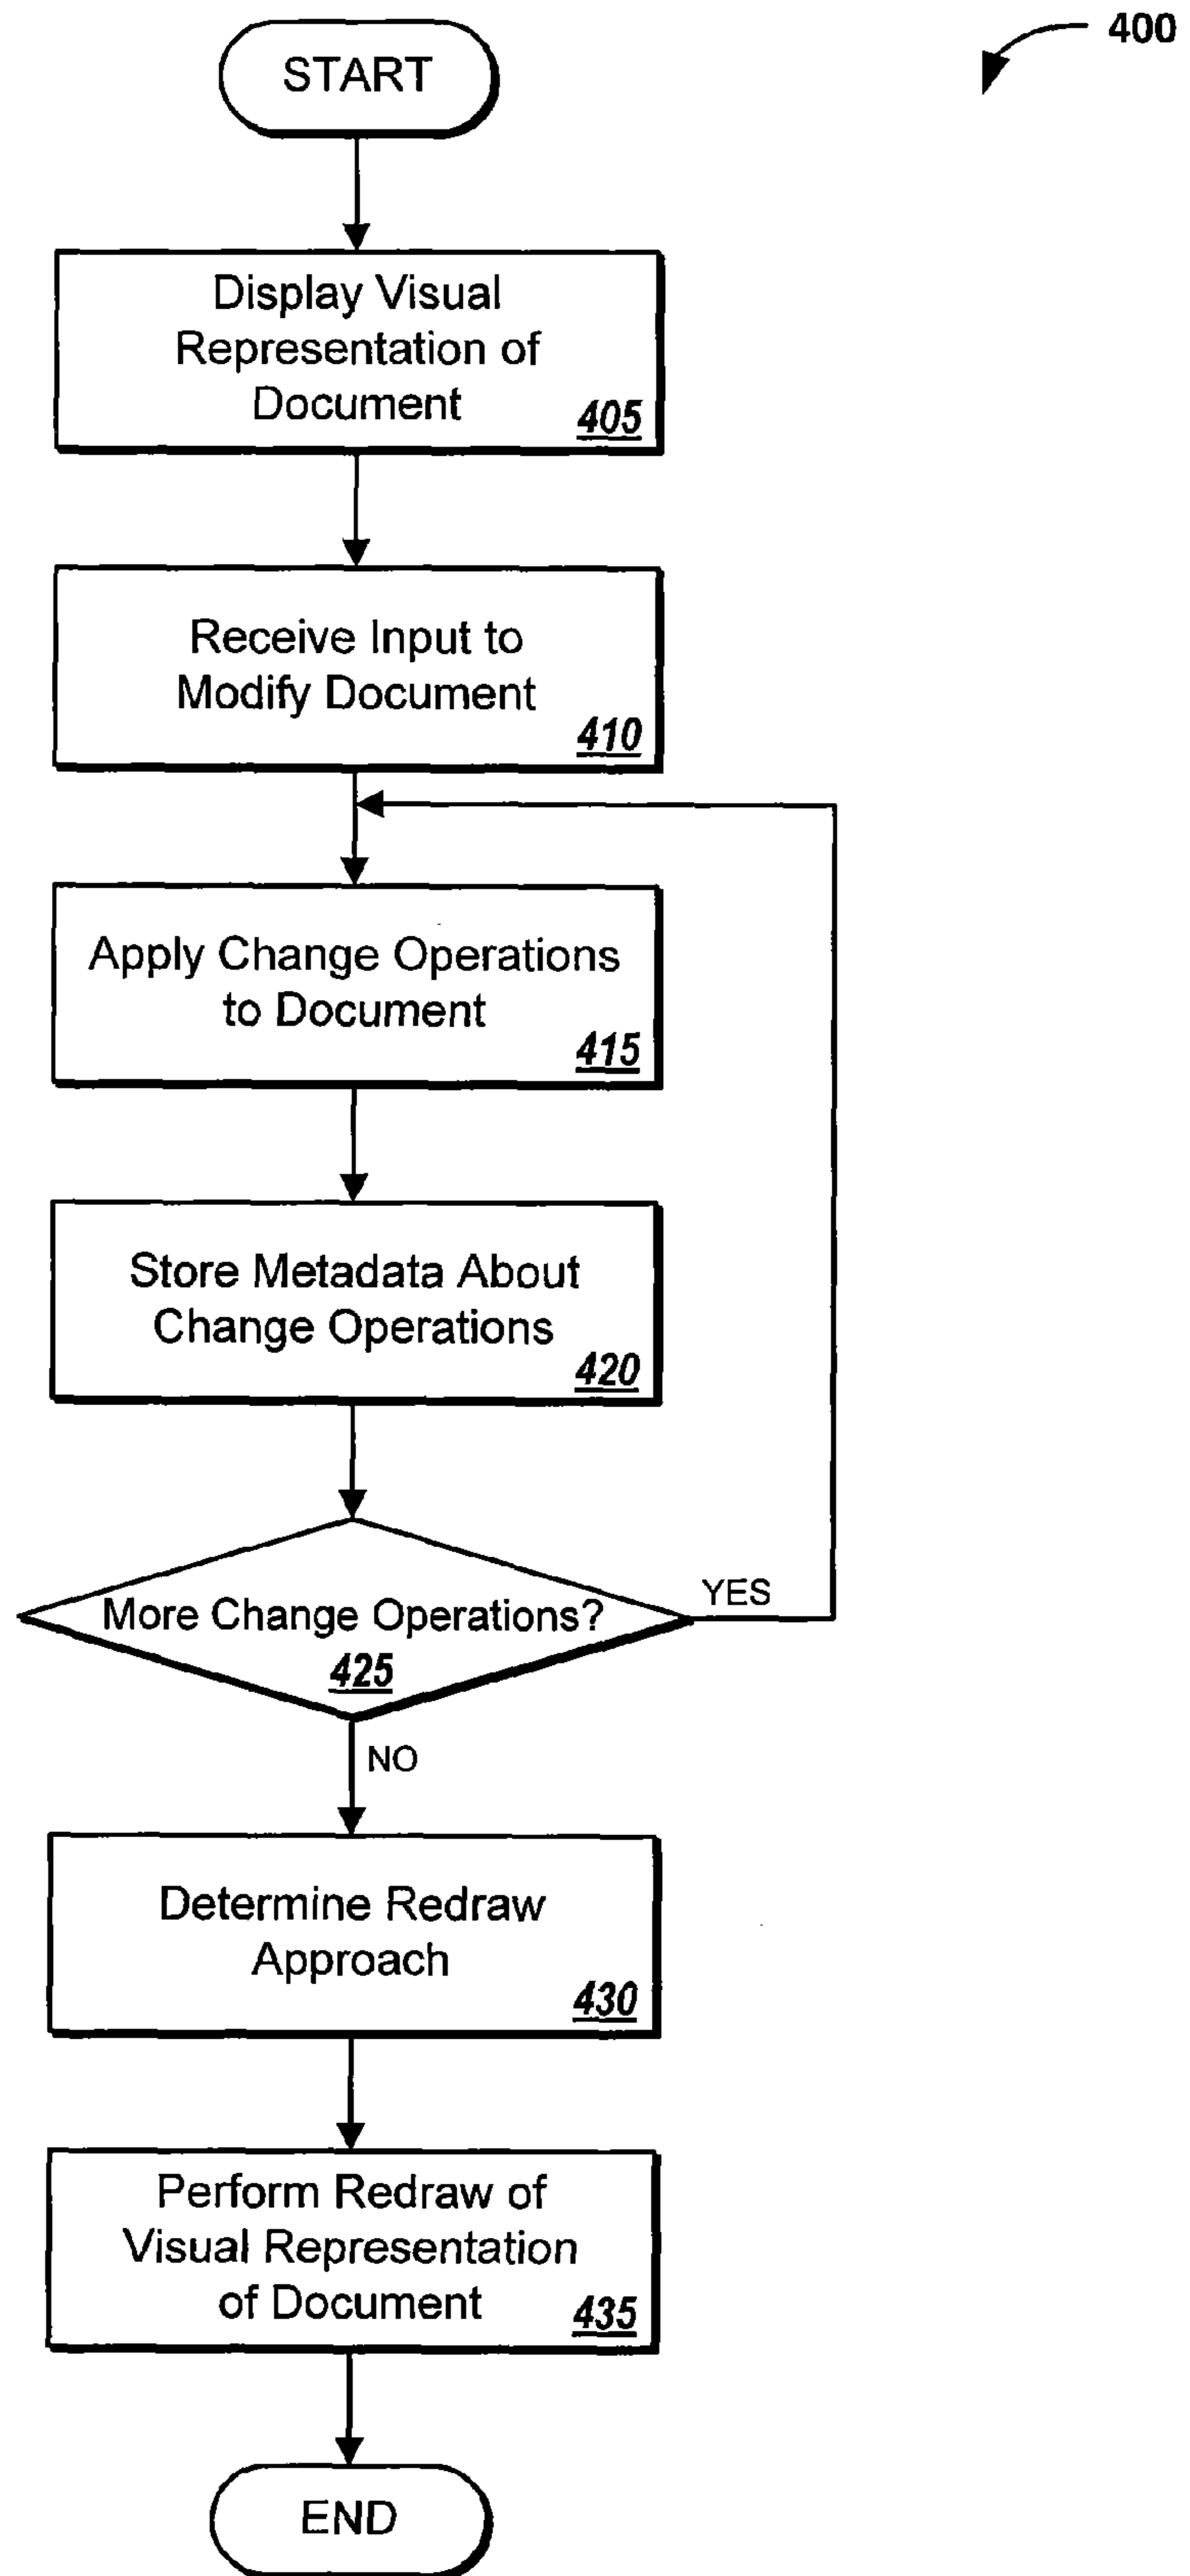 400
START
Display Visual
Representation of
Document
405
Receive Input to
Modify Document
410
Apply Change Operations
to Document
415
Store Metadata About
Change Operations
420
More Change Operations?
425
YES
NO
Determine Redraw
Approach
430
Perform Redraw of
Visual Representation
of Document
435
END